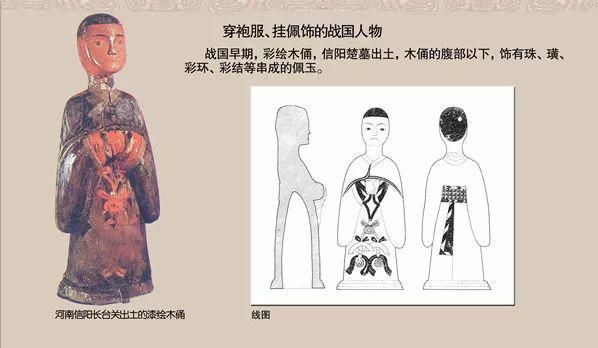 穿袍服、挂佩饰的战国人物
战国早期，彩绘木俑，信阳楚墓出土，木俑的腹部以下，饰有珠、璜、
彩环、彩结等串成的佩玉。
河南信阳长台关出土的漆绘木俑
线图